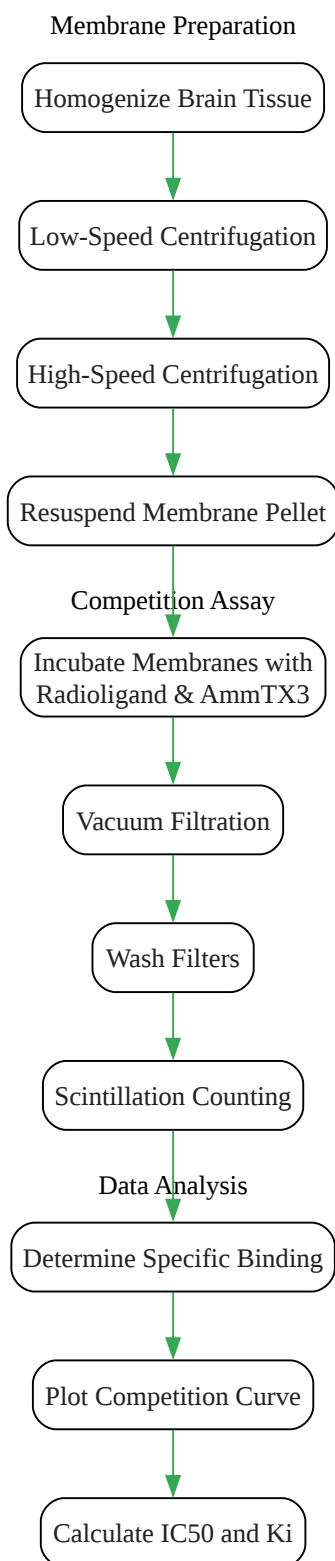 Membrane Preparation
Homogenize Brain Tissue
Low-Speed Centrifugation
High-Speed Centrifugation
Resuspend Membrane Pellet
Competition Assay
Incubate Membranes with
Radioligand & AmmTX3
Vacuum Filtration
Wash Filters
Scintillation Counting
Data Analysis
Determine Specific Binding
Plot Competition Curve
Calculate IC50 and Ki